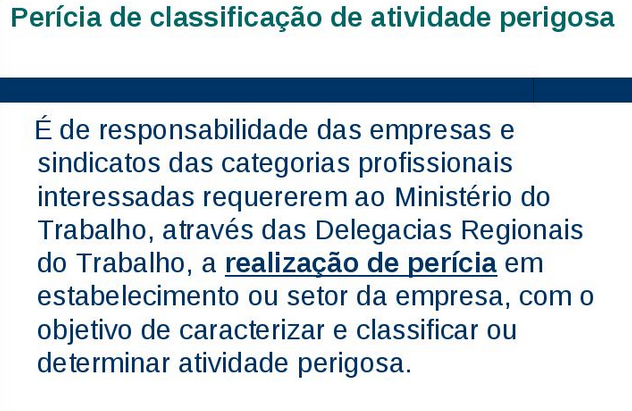 Perícia de classificação de atividade perigosa
É de responsabilidade das empresas e
sindicatos das categorias profissionais
interessadas requererem ao Ministério do
Trabalho, através das Delegacias Regionais
do Trabalho, a realização de perícia em
estabelecimento ou setor da empresa, com o
objetivo de caracterizar e classificar ou
determinar atividade perigosa.